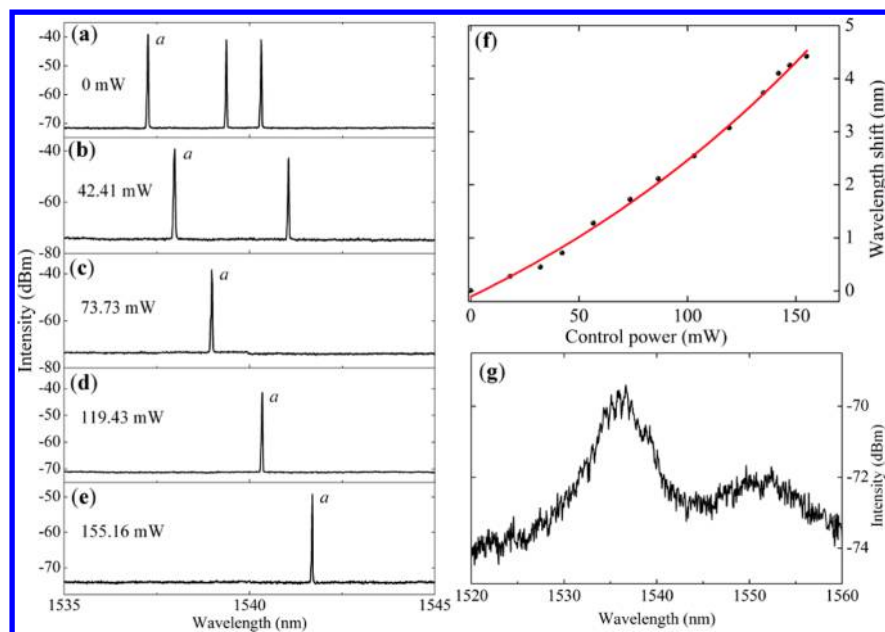 (a)
a
0 mW
-40
-50
-60
-70
(b)
a
42.41 mW
-40
-60
-80
(c)
a
73.73 mW
-40
-60
-80
(d)
a
119.43 mW
-40
-50
-60
-70
(e)
a
155.16 mW
-50
-60
-70
Intensity (dBm)
1535 1540 1545
Wavelength (nm)
(f)
5
4
3
2
1
0
Wavelength shift (nm)
0 50 100 150
Control power (mW)
(g)
-70
-72
-74
Intensity (dBm)
1520 1530 1540 1550 1560
Wavelength (nm)